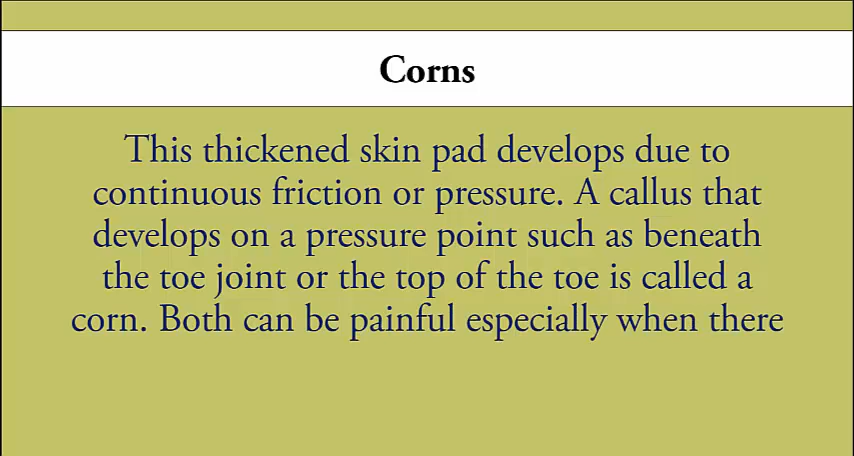 Corns
This thickened skin pad develops due to
continuous friction or pressure. A callus that
develops on a pressure point such as beneath
the toe joint or the top of the toe is called a
corn. Both can be painful especially when there